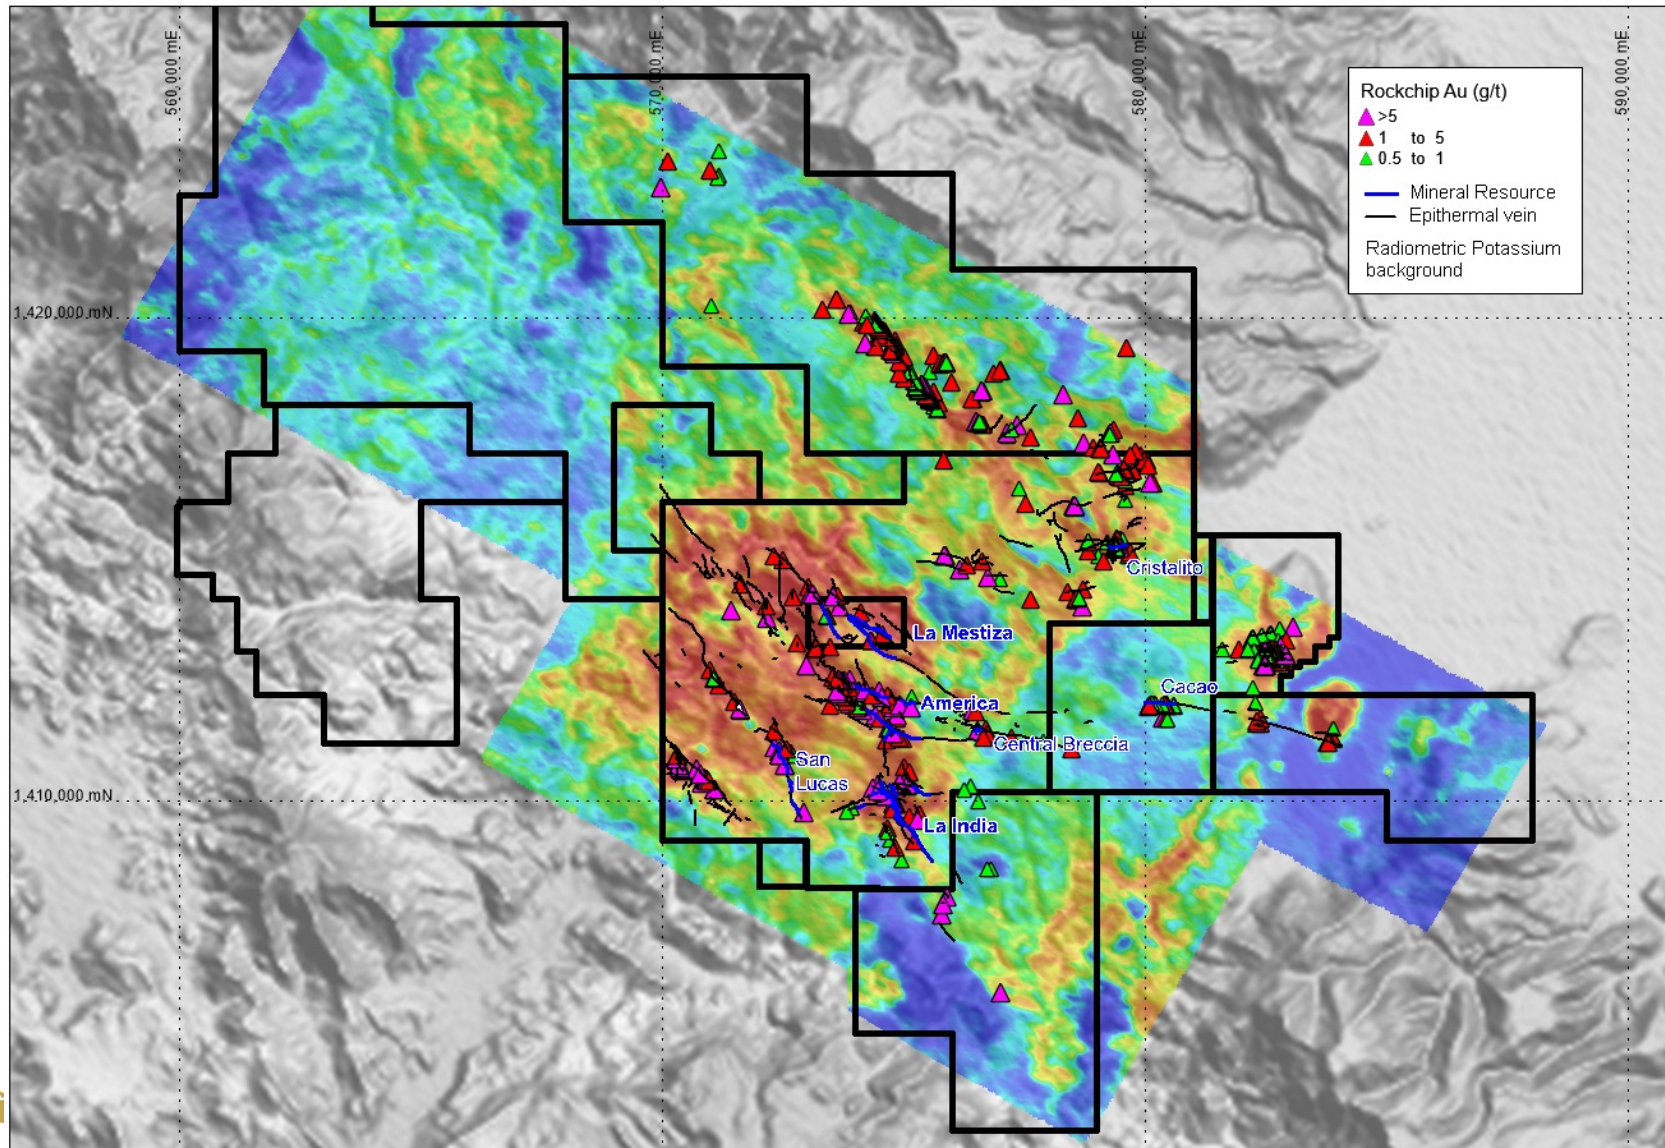 560,000 mE
570,000 mE
580,000 mE
590,000 mE
Rockchip Au (g/t)
>5
1 to 5
0.5 to 1
Mineral Resource
Epithermal vein
Radiometric Potassium
background
1,420,000 mN
Cristalito
La Mestiza
Cacao
America
Central Breccia
San
Lucas
1,410,000 mN
La India